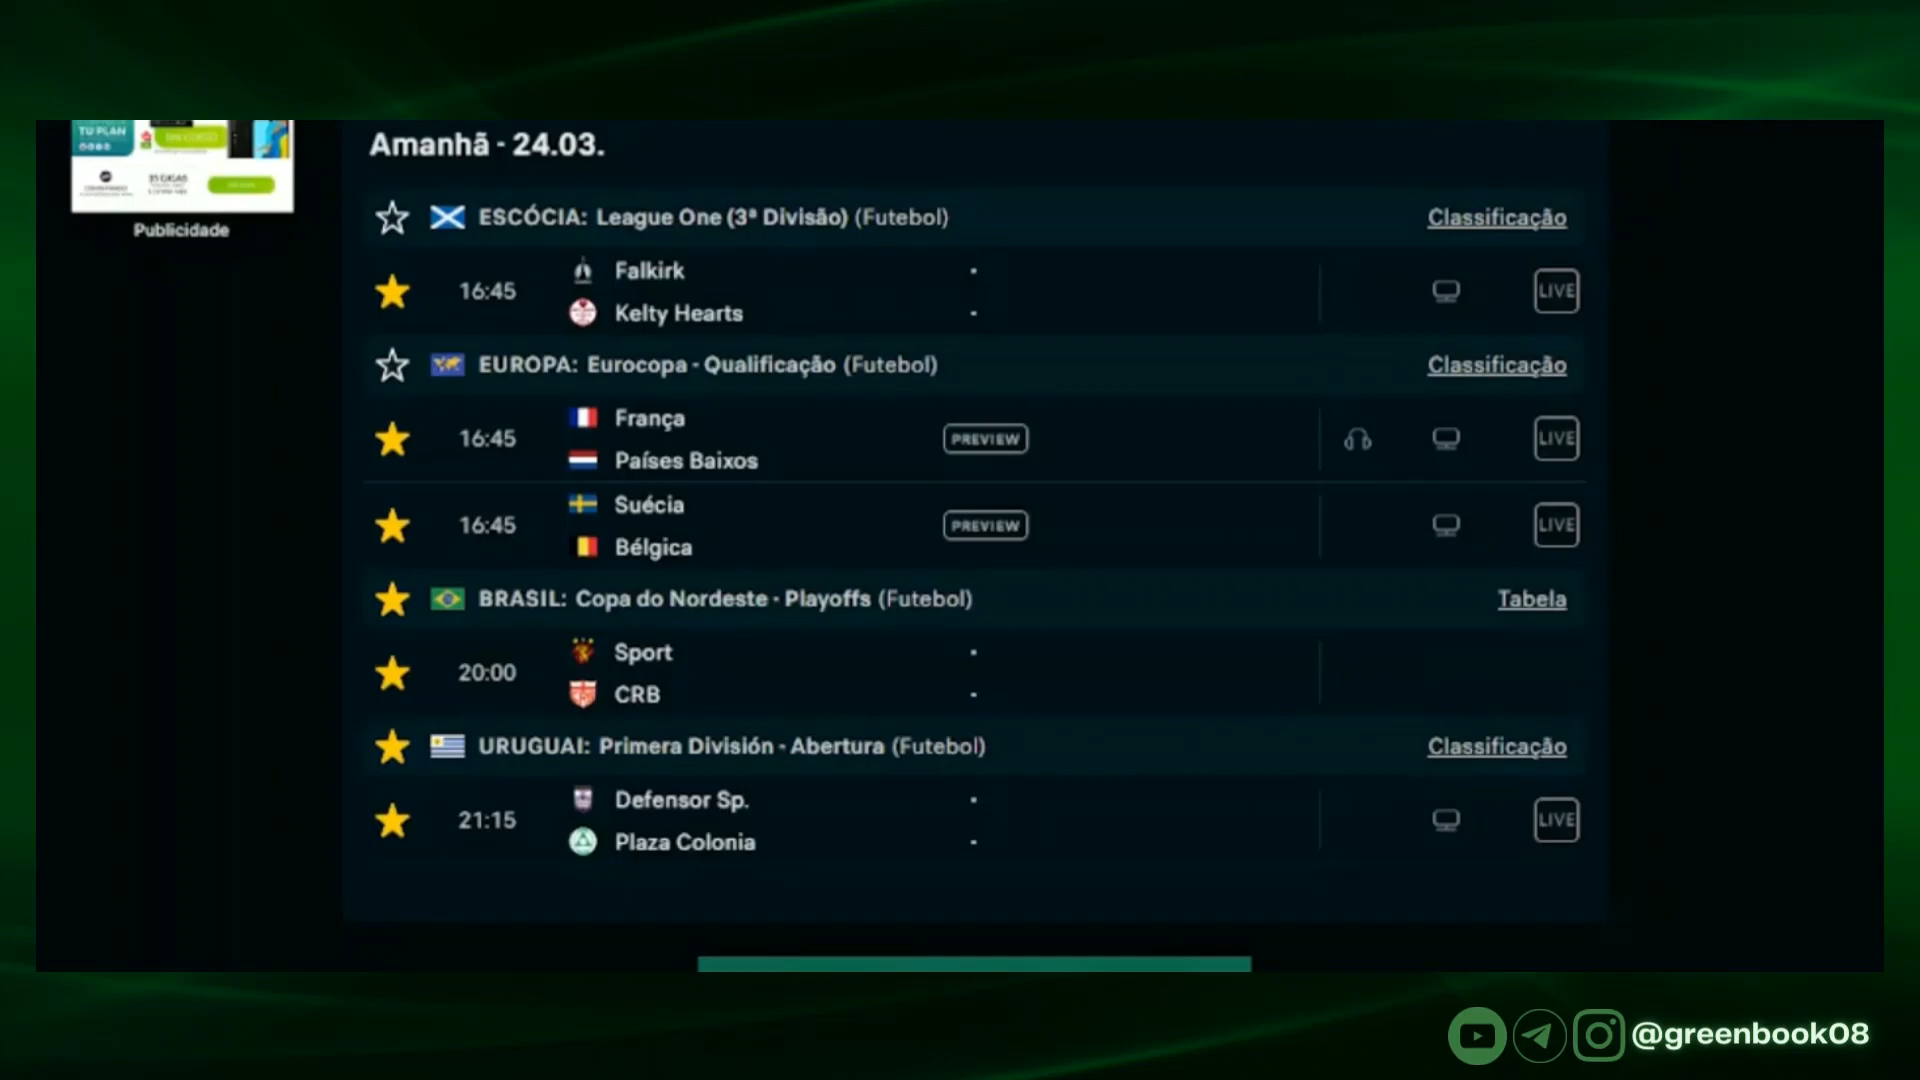 TU PLAN
Publicidade
Amanhã - 24.03.
ESCÓCIA: League One (3ª Divisão) (Futebol) Classificação
16:45 Falkirk -
Kelty Hearts -
LIVE
EUROPA: Eurocopa - Qualificação (Futebol) Classificação
16:45 França
Países Baixos
PREVIEW LIVE
16:45 Suécia
Bélgica
PREVIEW LIVE
BRASIL: Copa do Nordeste - Playoffs (Futebol) Tabela
20:00 Sport -
CRB -
URUGUAI: Primera División - Abertura (Futebol) Classificação
21:15 Defensor Sp. -
Plaza Colonia -
LIVE
@greenbook08